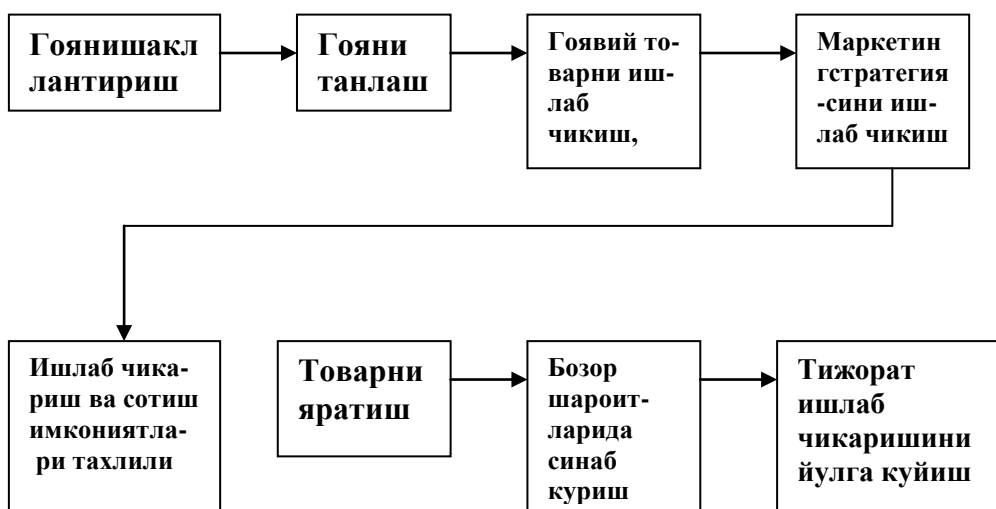 Гоянишакл
лантириш
Гояни
танлаш
Гоявий то-
варни иш-
лаб
чикиш,
Маркетин
гстратегия
-сини иш-
лаб чикиш
Ишлаб чика-
риш ва сотиш
имкониятла-
ри тахлили
Товарни
яратиш
Бозор
шароит-
ларида
синаб
куриш
Тижорат
ишлаб
чикаришини
йулга куйиш